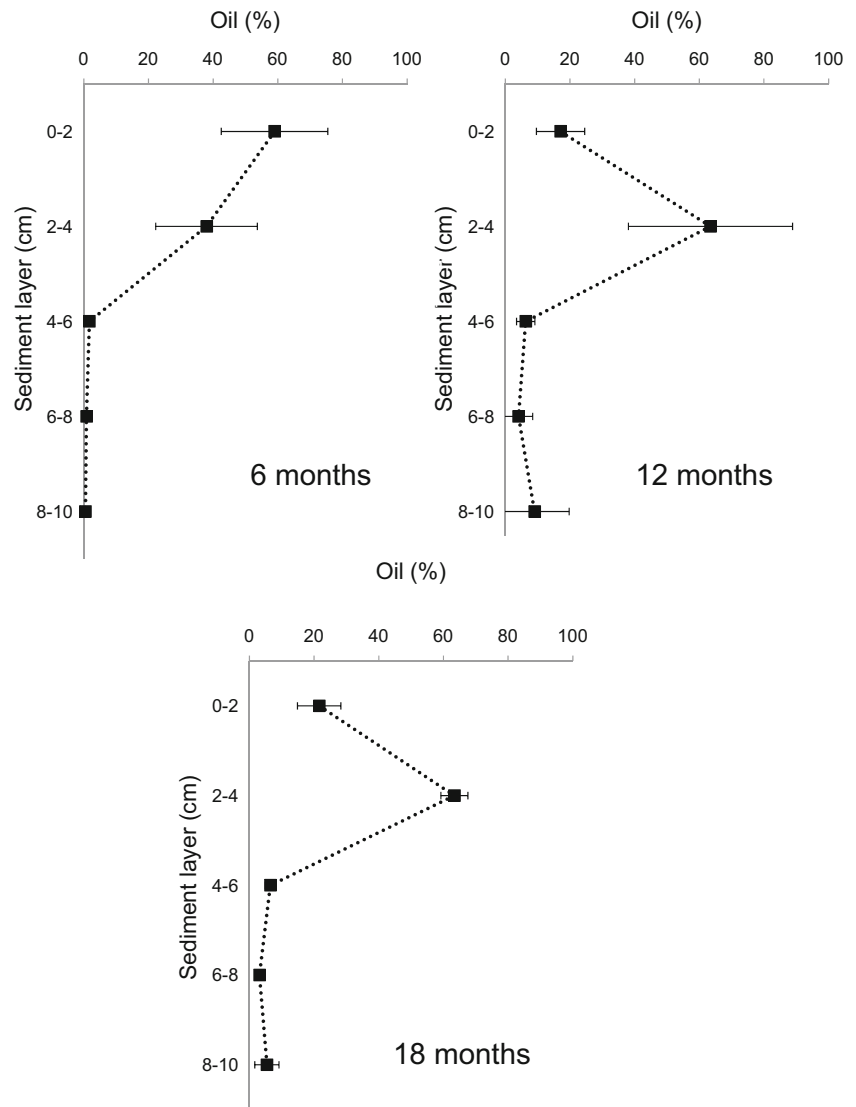 Oil (%)
0 20 40 60 80 100
Sediment layer (cm)
0-2
2-4
4-6
6-8
8-10
6 months
Oil (%)
0 20 40 60 80 100
Sediment layer (cm)
0-2
2-4
4-6
6-8
8-10
12 months
Oil (%)
0 20 40 60 80 100
Sediment layer (cm)
0-2
2-4
4-6
6-8
8-10
18 months